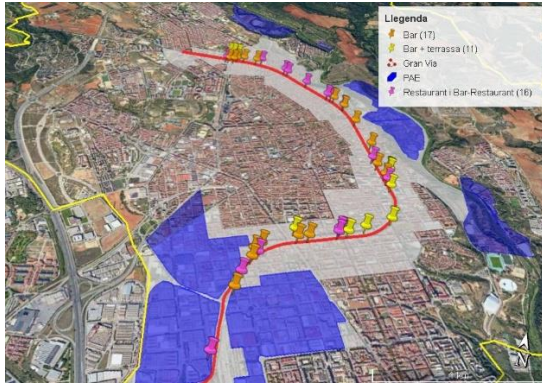 Llegenda
Bar (17)
Bar + terrassa (11)
Gran Via
PAE
Restaurant i Bar-Restaurant (16)
N